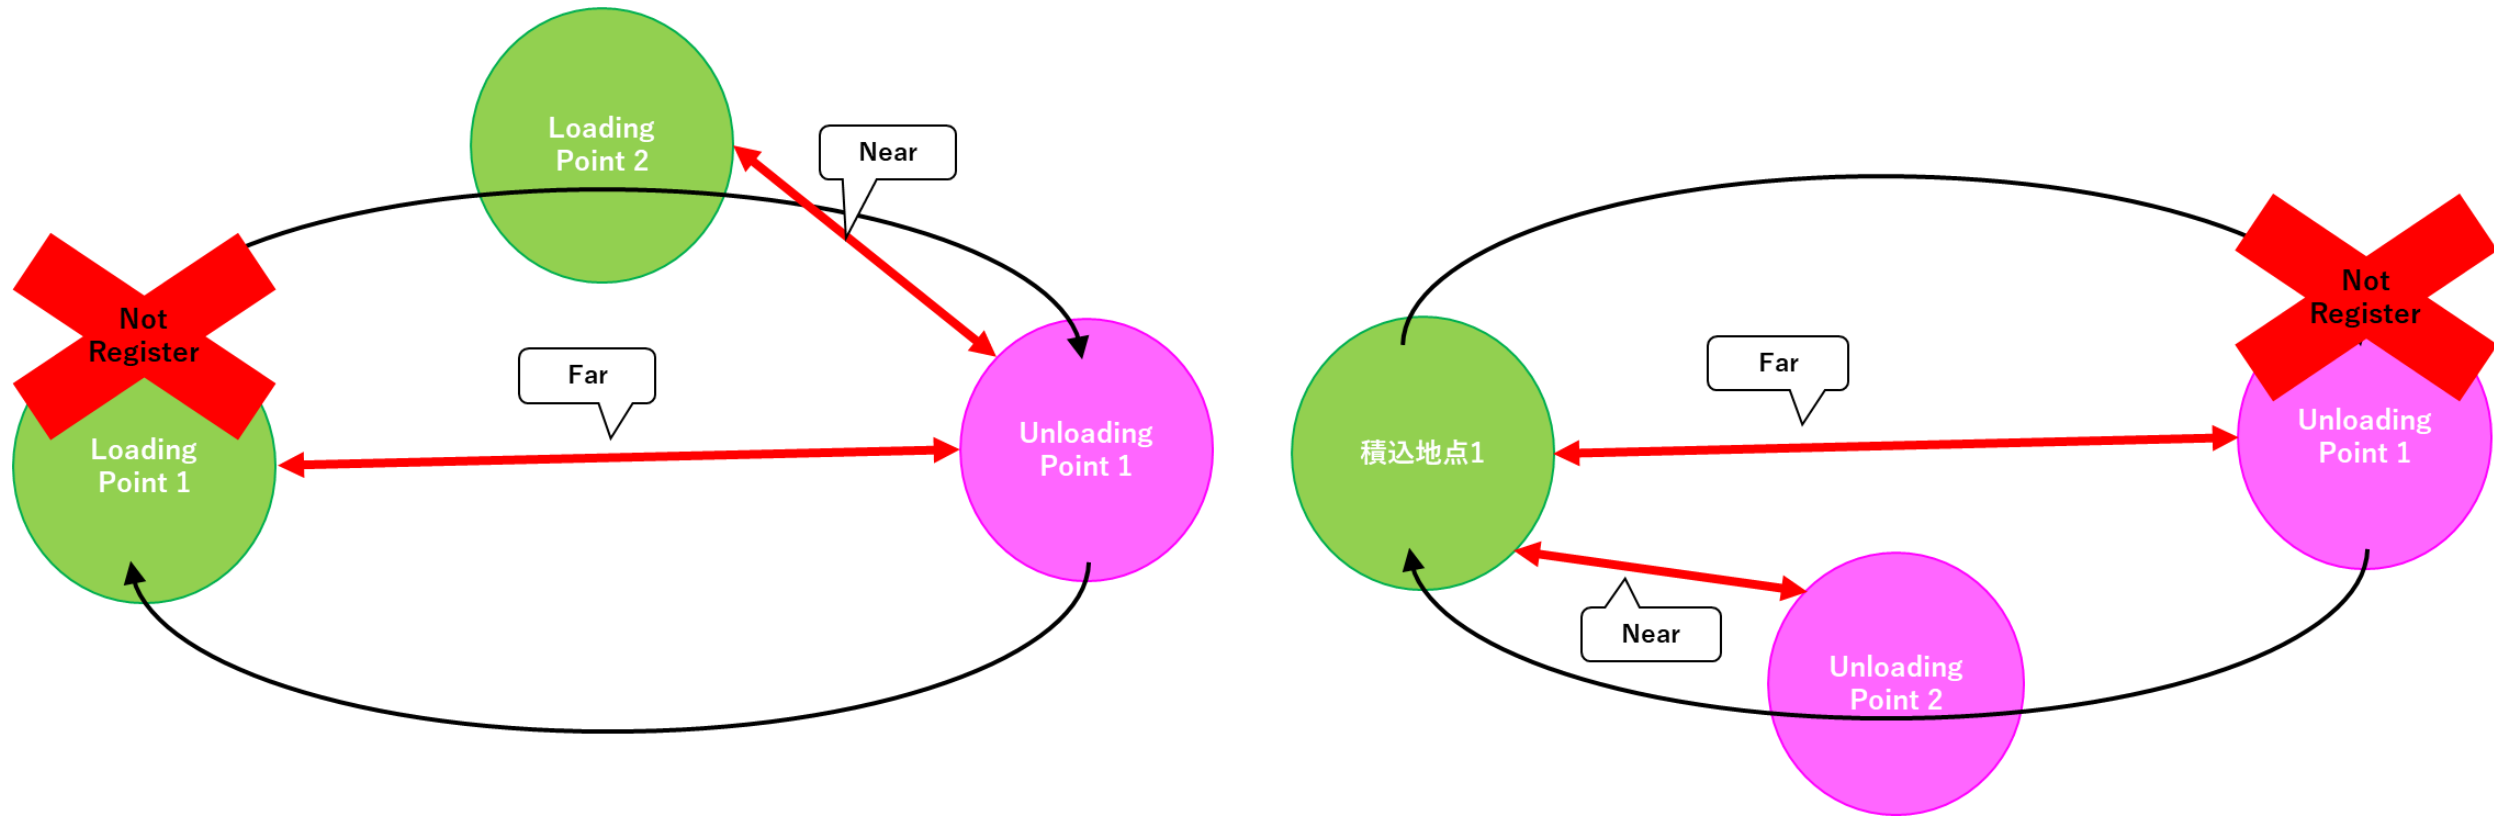 Loading
Point 2
Near
Not
Register
Far
Loading
Point 1
Unloading
Point 1
Not
Register
Far
積込地点1
Unloading
Point 1
Near
Unloading
Point 2